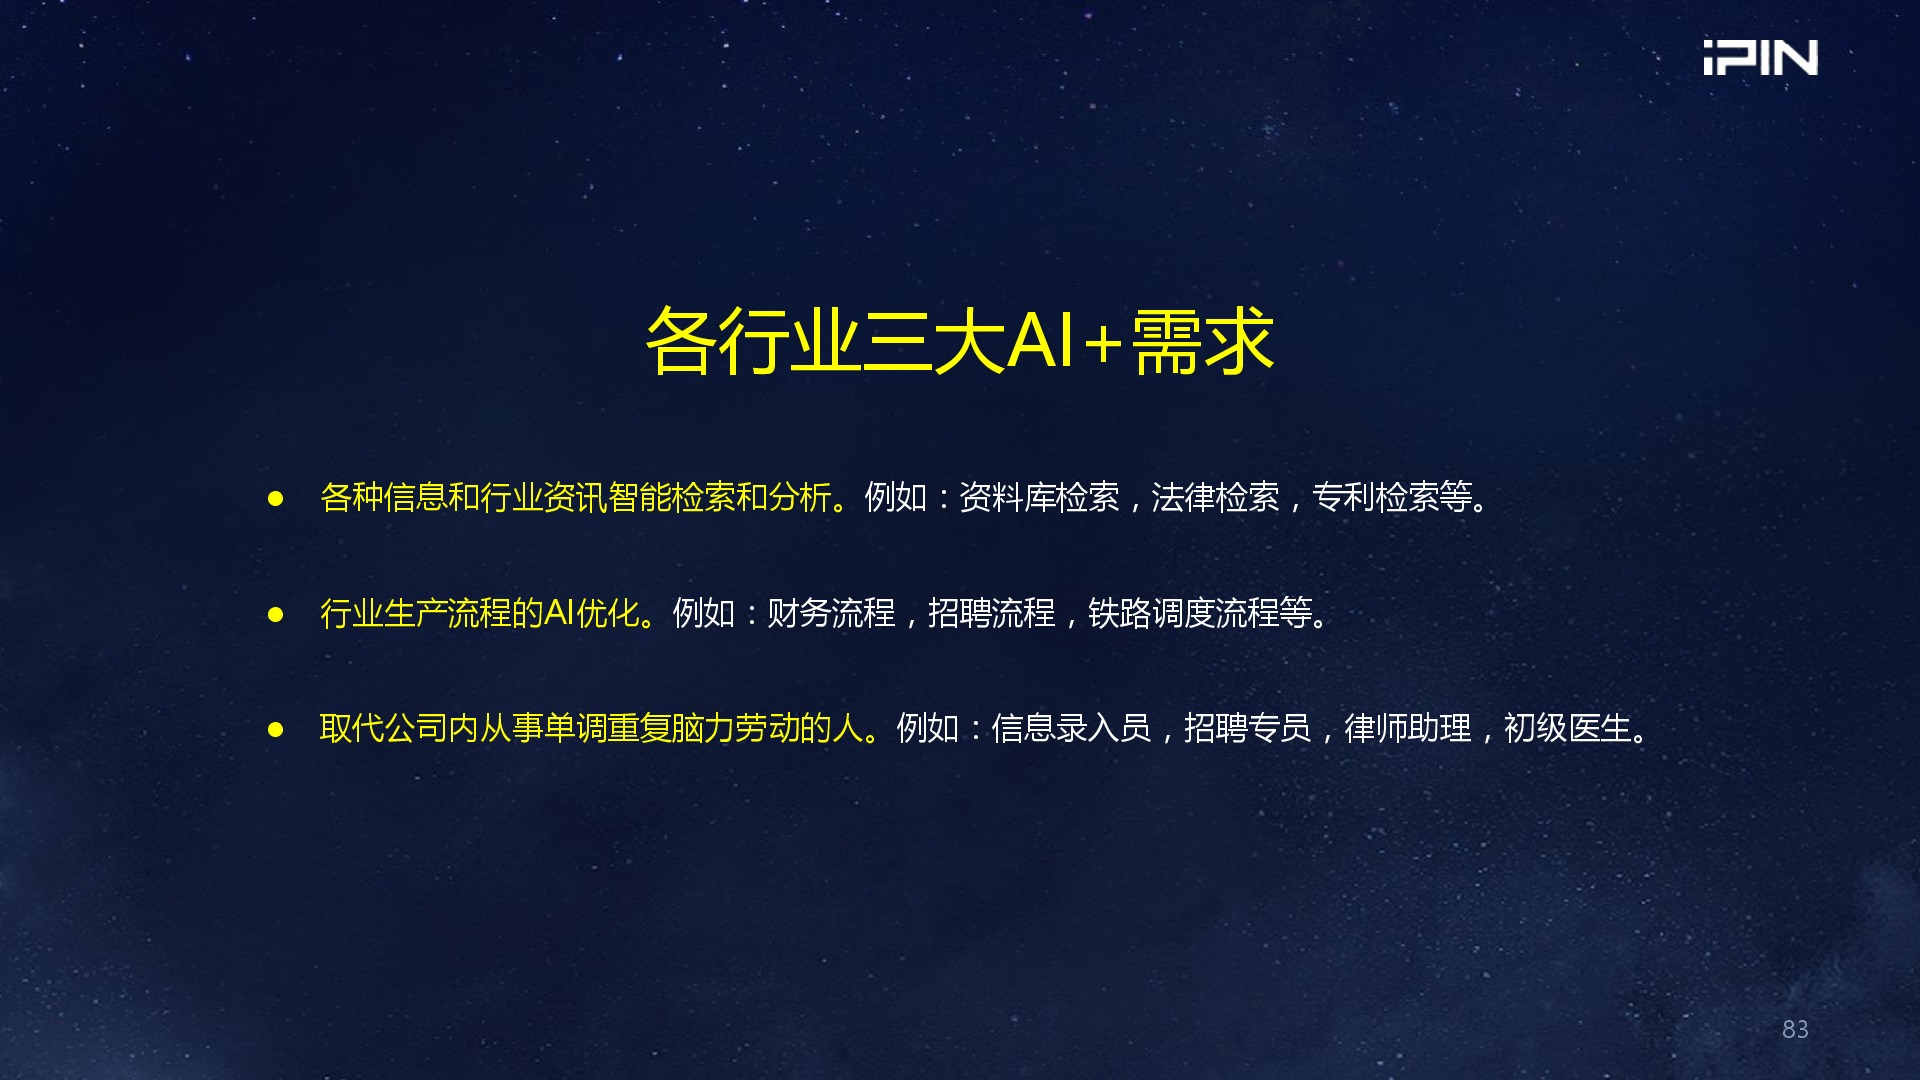 iPIN
各行业三大AI+需求
● 各种信息和行业资讯智能检索和分析。例如：资料库检索，法律检索，专利检索等。
● 行业生产流程的AI优化。例如：财务流程，招聘流程，铁路调度流程等。
● 取代公司内从事单调重复脑力劳动的人。例如：信息录入员，招聘专员，律师助理，初级医生。
83